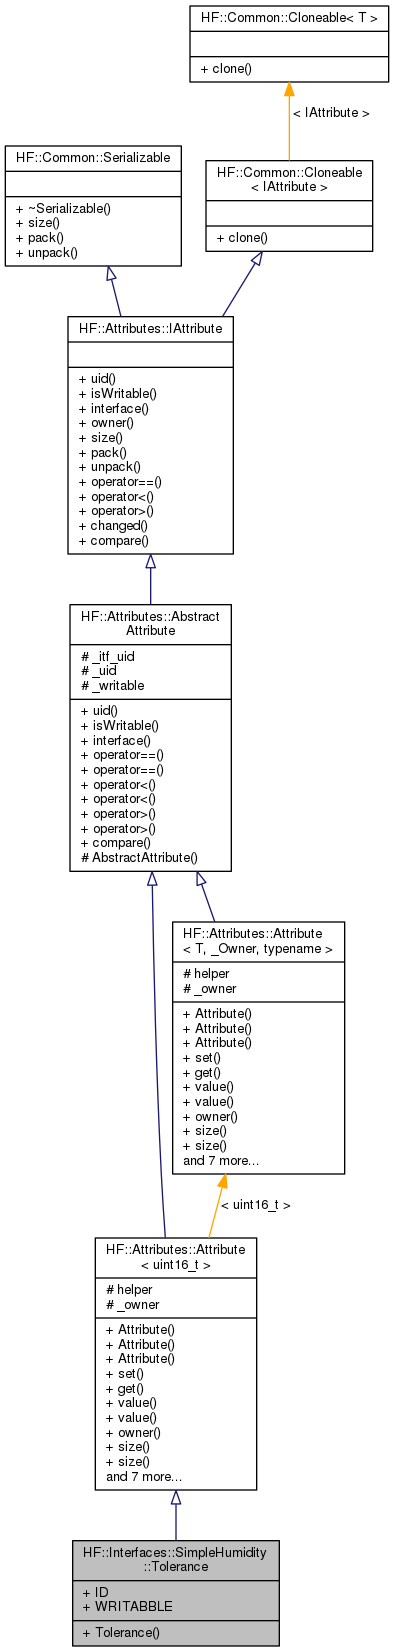 HF::Common::Cloneable< T >
+ clone()
< IAttribute >
HF::Common::Serializable
+ ~Serializable()
+ size()
+ pack()
+ unpack()
HF::Common::Cloneable
< IAttribute >
+ clone()
HF::Attributes::IAttribute
+ uid()
+ isWritable()
+ interface()
+ owner()
+ size()
+ pack()
+ unpack()
+ operator==()
+ operator<()
+ operator>()
+ changed()
+ compare()
HF::Attributes::Abstract
Attribute
# _itf_uid
# _uid
# _writable
+ uid()
+ isWritable()
+ interface()
+ operator==()
+ operator==()
+ operator<()
+ operator<()
+ operator>()
+ operator>()
+ compare()
# AbstractAttribute()
HF::Attributes::Attribute
< T, _Owner, typename >
# helper
# _owner
+ Attribute()
+ Attribute()
+ Attribute()
+ set()
+ get()
+ value()
+ value()
+ owner()
+ size()
+ size()
and 7 more...
< uint16_t >
HF::Attributes::Attribute
< uint16_t >
# helper
# _owner
+ Attribute()
+ Attribute()
+ Attribute()
+ set()
+ get()
+ value()
+ value()
+ owner()
+ size()
+ size()
and 7 more...
HF::Interfaces::SimpleHumidity
::Tolerance
+ ID
+ WRITABBLE
+ Tolerance()